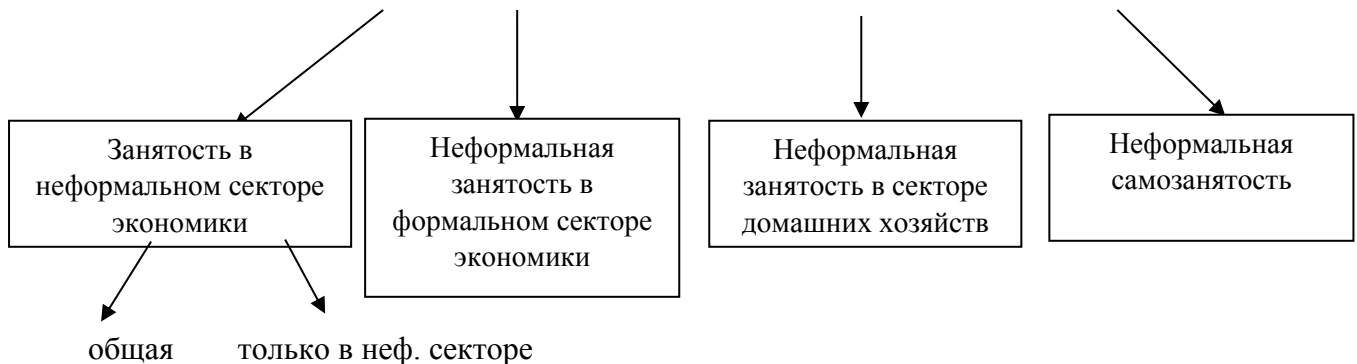 Занятость в
неформальном секторе
экономики
Неформальная
занятость в
формальном секторе
экономики
Неформальная
занятость в секторе
домашних хозяйств
Неформальная
самозанятость
общая
только в неф. секторе